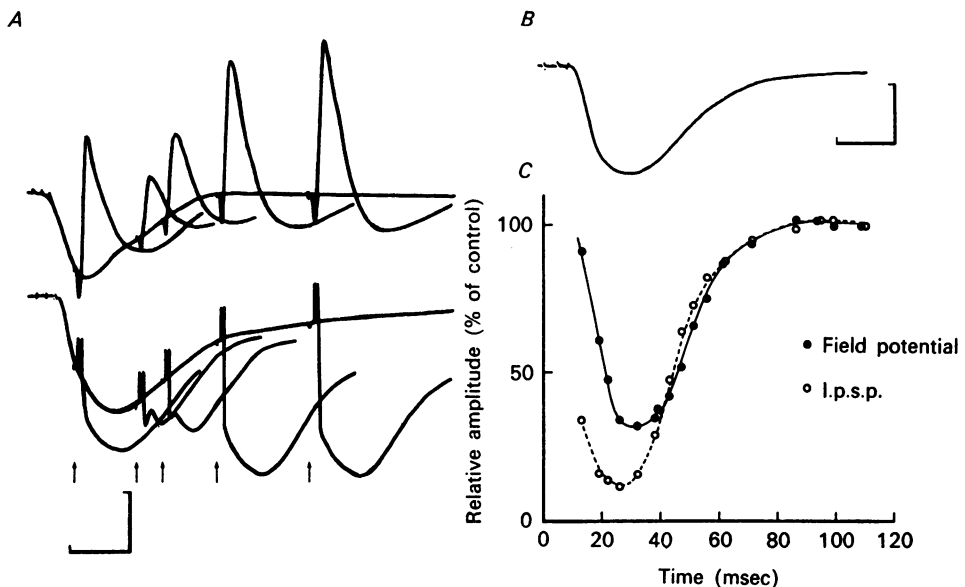 A
B
C
Relative amplitude (% of control)
100
50
0
Field potential
I.p.s.p.
0 20 40 60 80 100 120
Time (msec)